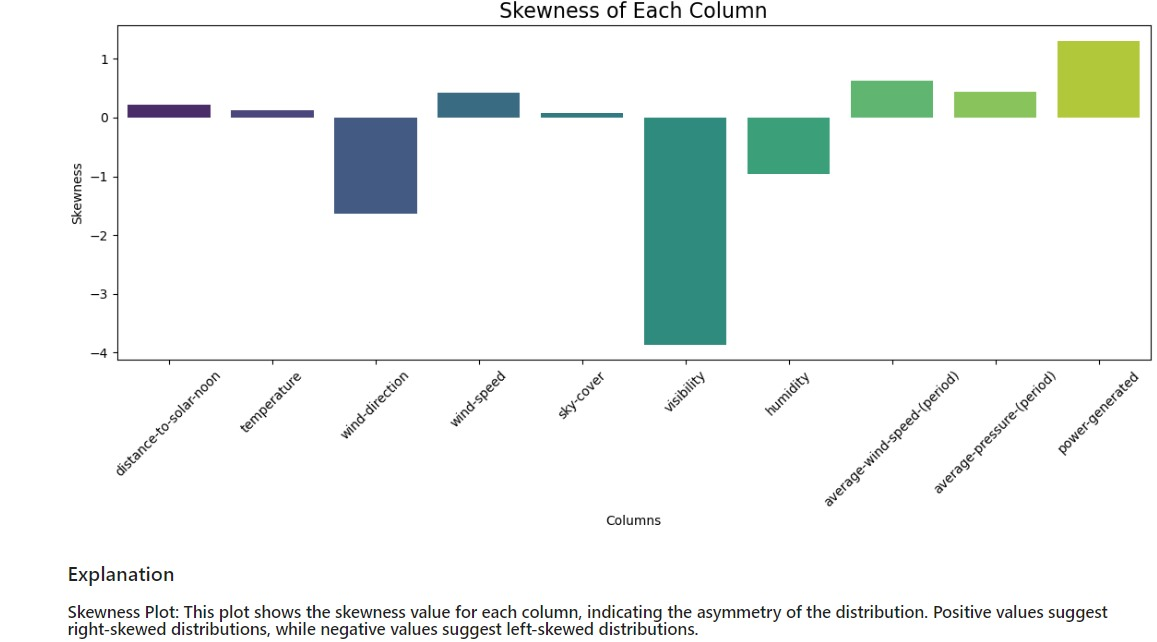 Skewness of Each Column
1
0
−1
−2
−3
−4
Skewness
distance-to-solar-noon
temperature
wind-direction
wind-speed
sky-cover
visibility
humidity
average-wind-speed-(period)
average-pressure-(period)
power-generated
Columns
Explanation
Skewness Plot: This plot shows the skewness value for each column, indicating the asymmetry of the distribution. Positive values suggest
right-skewed distributions, while negative values suggest left-skewed distributions.